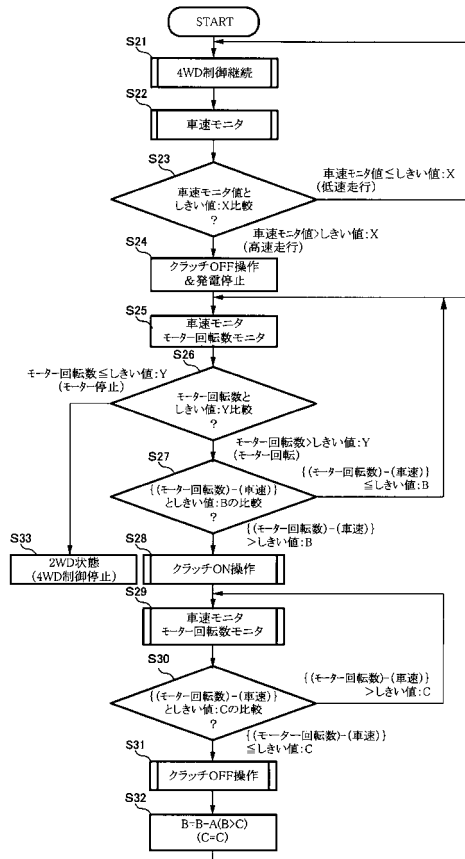 START
S21
4WD制御継続
S22
車速モニタ
S23
車速モニタ値と
しきい値:X比較
?
車速モニタ値≦しきい値:X
(低速走行)
車速モニタ値>しきい値:X
(高速走行)
S24
クラッチOFF操作
&発電停止
S25
車速モニタ
モーター回転数モニタ
S26
モーター回転数≦しきい値:Y
(モーター停止)
モーター回転数と
しきい値:Y比較
?
モーター回転数>しきい値:Y
(モーター回転)
S27
{(モーター回転数)-(車速)}
としきい値:Bの比較
?
{(モーター回転数)-(車速)}
≦しきい値:B
{(モーター回転数)-(車速)}
>しきい値:B
S33
2WD状態
(4WD制御停止)
S28
クラッチON操作
S29
車速モニタ
モーター回転数モニタ
S30
{(モーター回転数)-(車速)}
としきい値:Cの比較
?
{(モーター回転数)-(車速)}
>しきい値:C
{(モーター回転数)-(車速)}
≦しきい値:C
S31
クラッチOFF操作
S32
B=B-A(B>C)
(C=C)